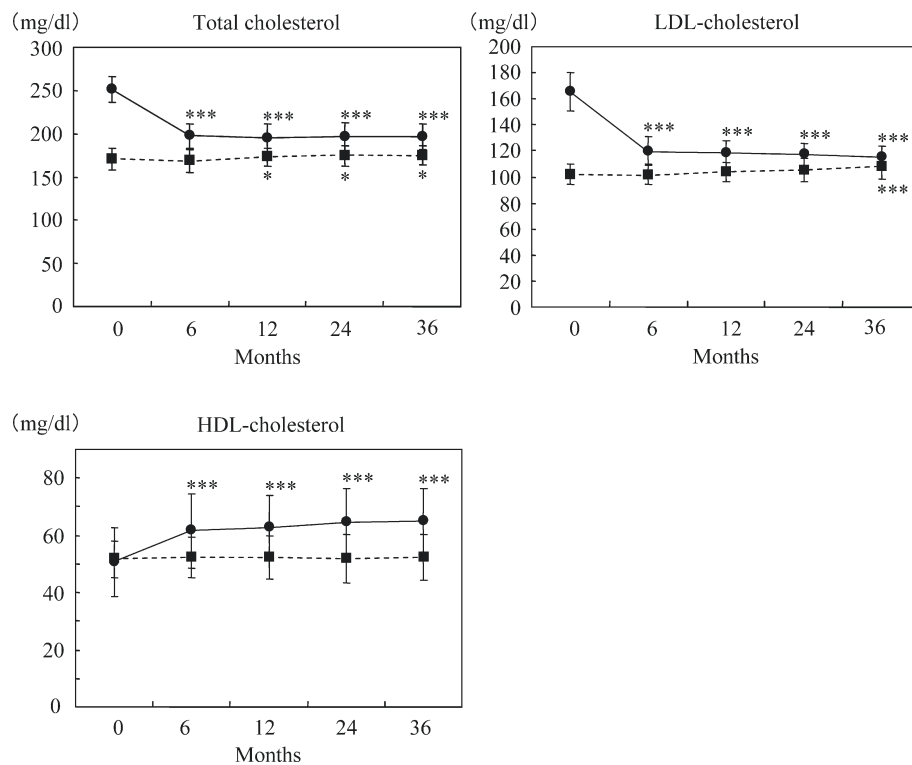 (mg/dl) Total cholesterol
300
250
200
150
100
50
0
*** *** *** ***
* * *
0 6 12 24 36
Months
(mg/dl) LDL-cholesterol
200
180
160
140
120
100
80
60
40
20
0
*** *** *** ***
***
0 6 12 24 36
Months
(mg/dl) HDL-cholesterol
80
60
40
20
0
*** *** *** ***
0 6 12 24 36
Months